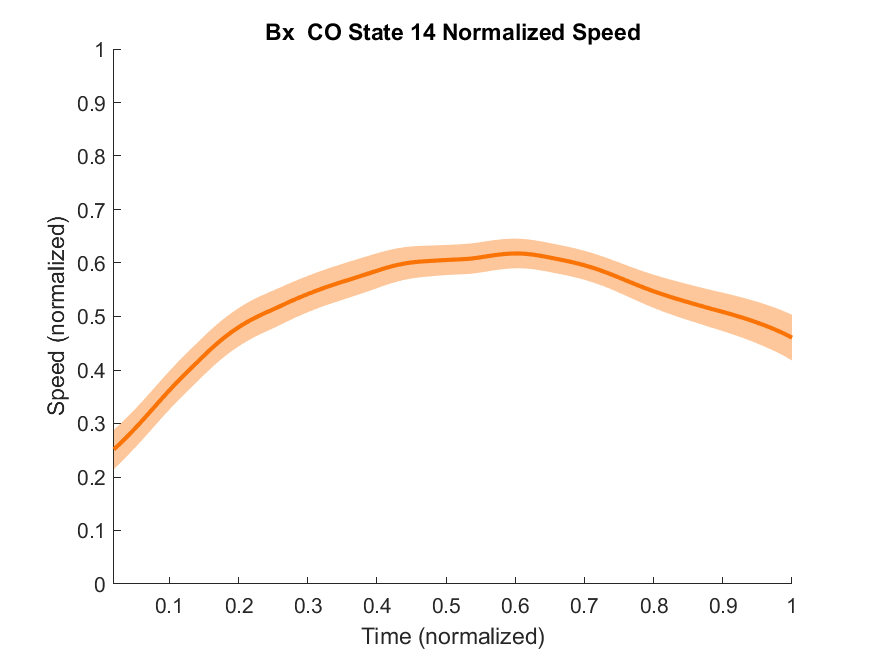 Bx  CO State 14 Normalized Speed
1
0.9
0.8
0.7
0.6
0.5
0.4
0.3
0.2
0.1
0
Speed (normalized)
0.1 0.2 0.3 0.4 0.5 0.6 0.7 0.8 0.9 1
Time (normalized)